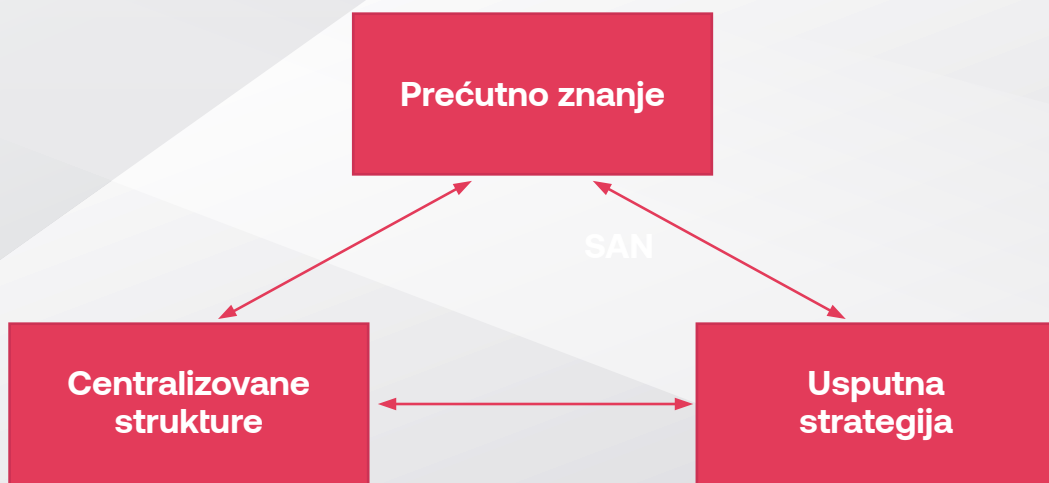 Prećutno znanje
SAN
Centralizovane
strukture
Usputna
strategija